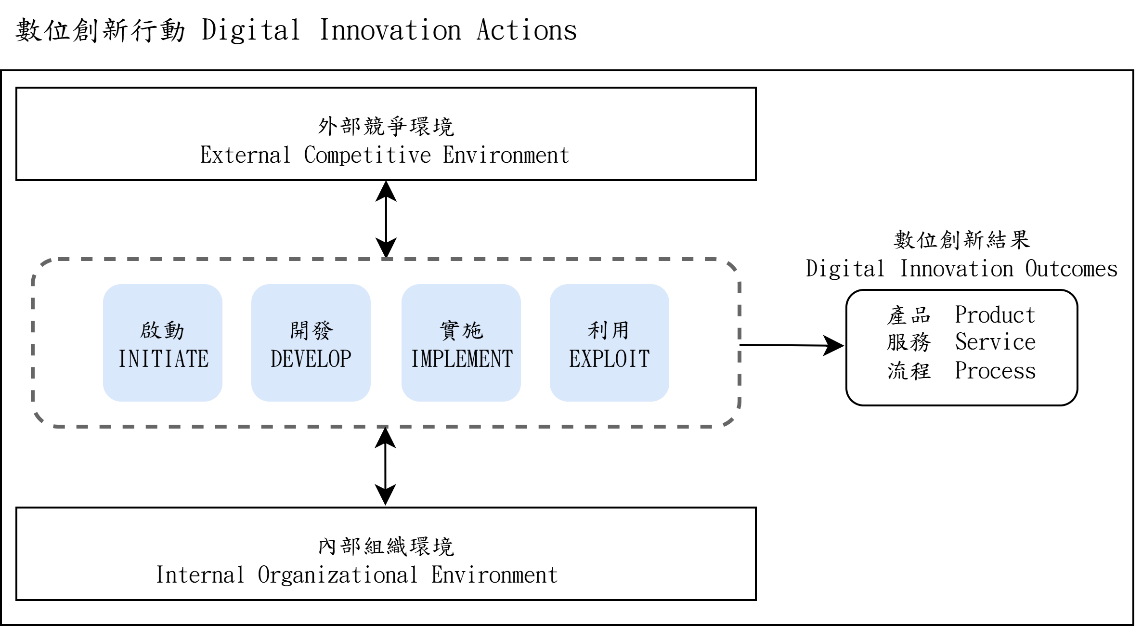 數位創新行動 Digital Innovation Actions
外部競爭環境
External Competitive Environment
數位創新結果
Digital Innovation Outcomes
啟動
INITIATE
開發
DEVELOP
實施
IMPLEMENT
利用
EXPLOIT
產品 Product
服務 Service
流程 Process
內部組織環境
Internal Organizational Environment